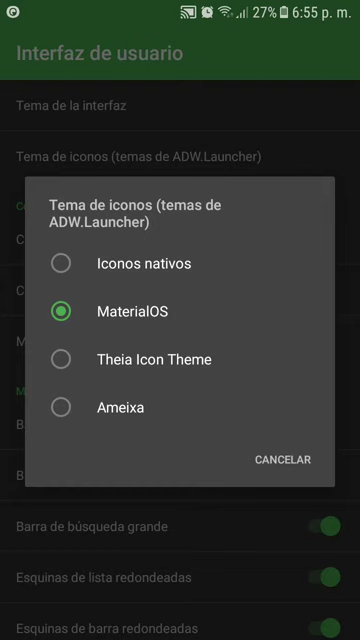 27% 6:55 p. m.
Interfaz de usuario
Tema de la interfaz
Tema de iconos (temas de ADW.Launcher)
Tema de iconos (temas de
ADW.Launcher)
Iconos nativos
MaterialOS
Theia Icon Theme
Ameixa
CANCELAR
Barra de búsqueda grande
Esquinas de lista redondeadas
Esquinas de barra redondeadas